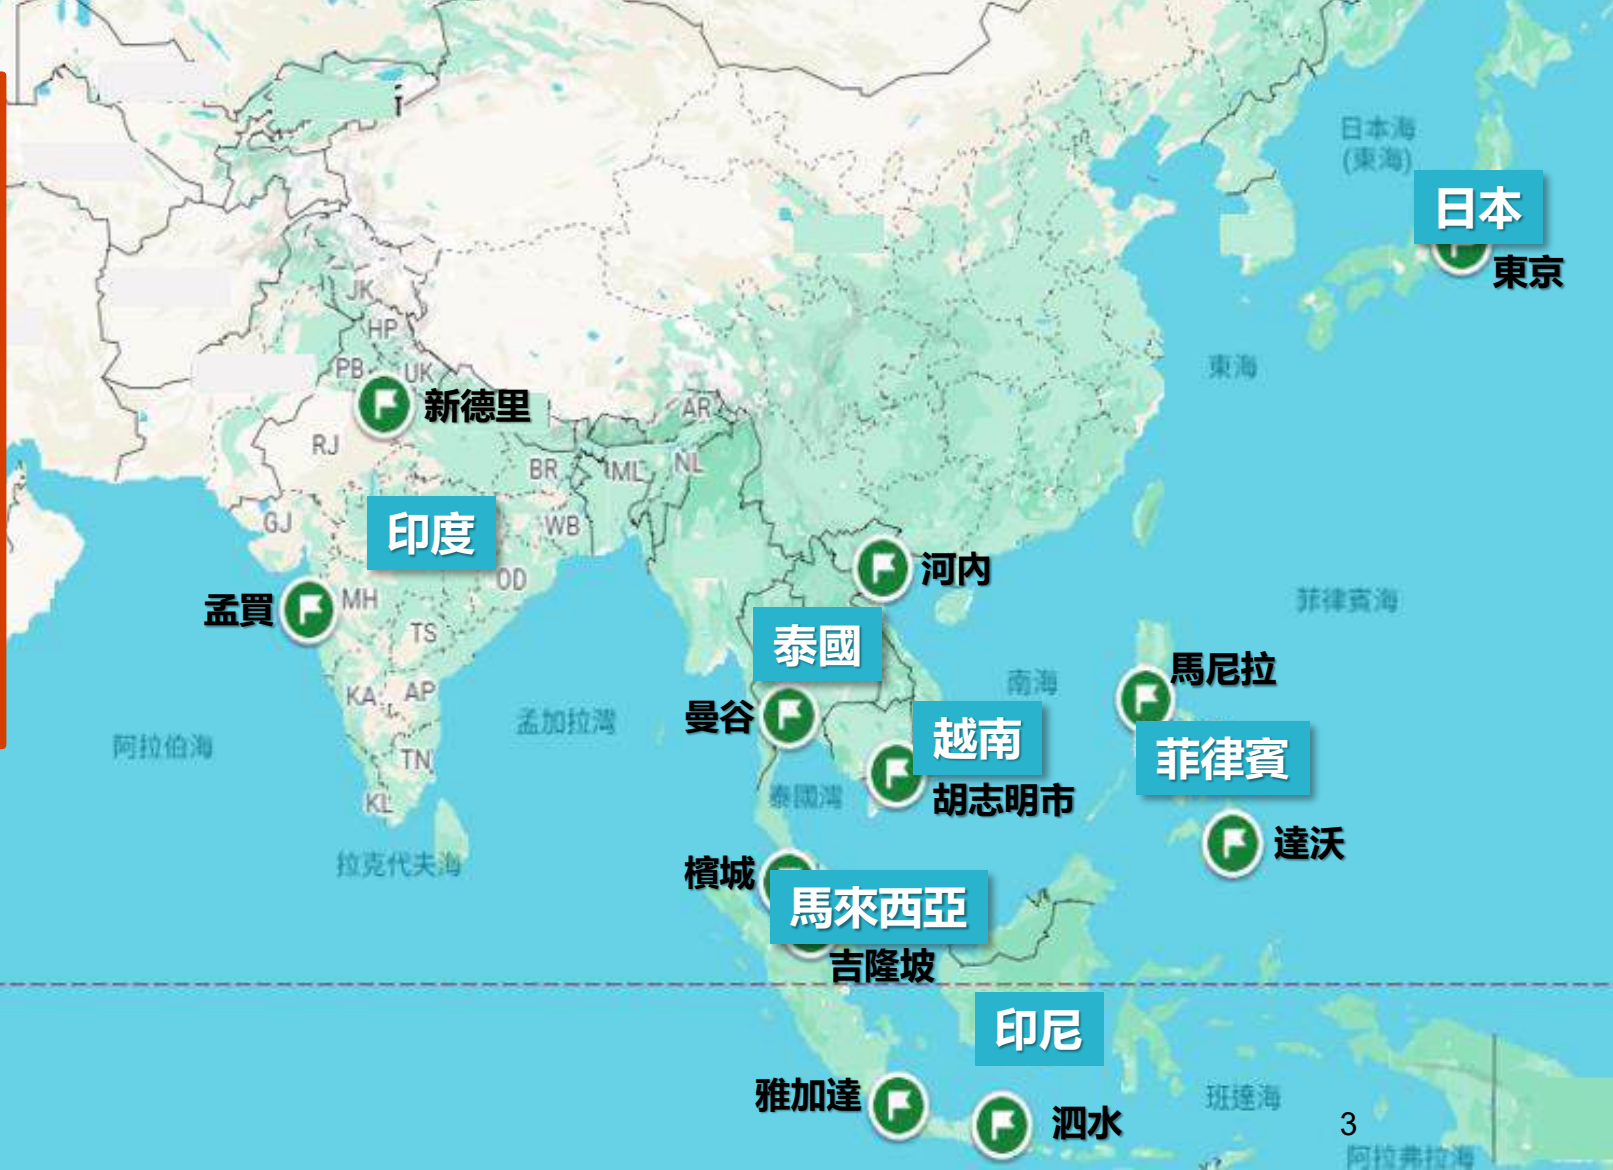 日本海
(東海)
日本
東京
JK
HP
PB
UK
東海
新德里
AR
RJ
BR
ML
NL
印度
GJ
WB
河內
OD
孟買
MH
菲律賓海
TS
泰國
馬尼拉
南海
KA
AP
曼谷
孟加拉灣
越南
阿拉伯海
菲律賓
TN
泰國灣
胡志明市
KL
達沃
拉克代夫海
檳城
馬來西亞
吉隆坡
印尼
雅加達
班達海
泗水
3
阿拉弗拉海